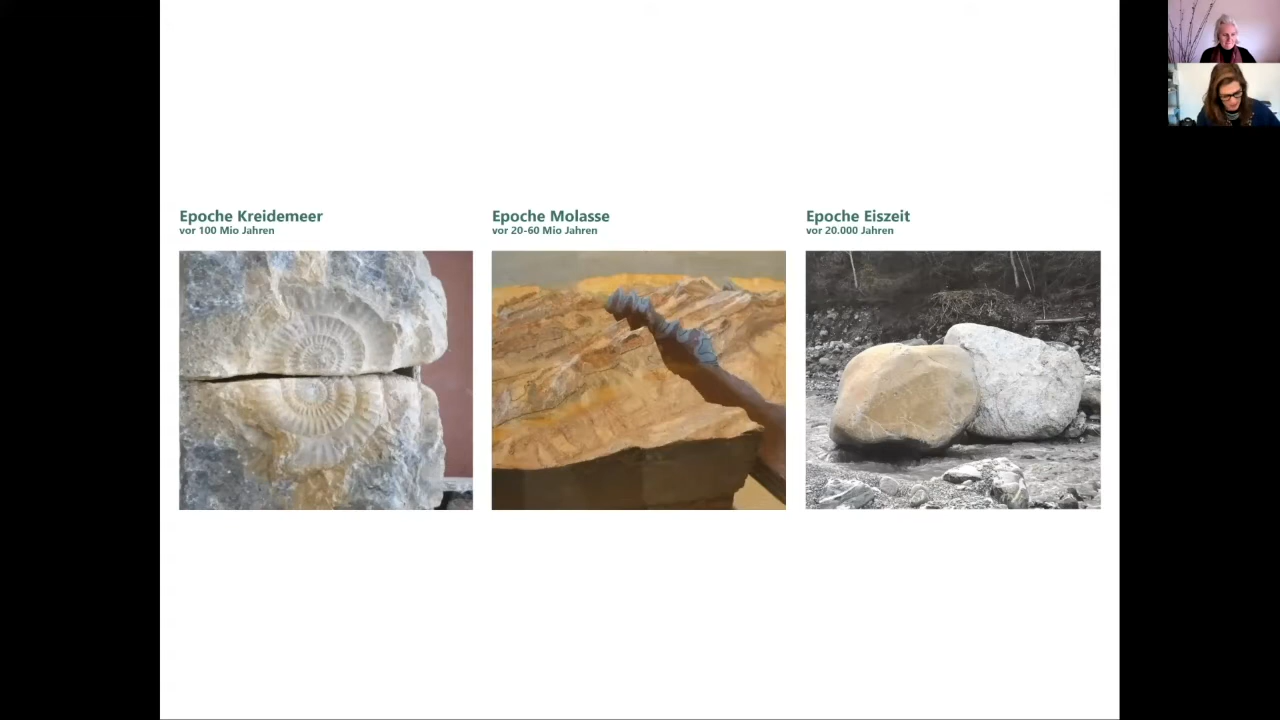 Epoche Kreidemeer
vor 100 Mio Jahren
Epoche Molasse
vor 20-60 Mio Jahren
Epoche Eiszeit
vor 20.000 Jahren